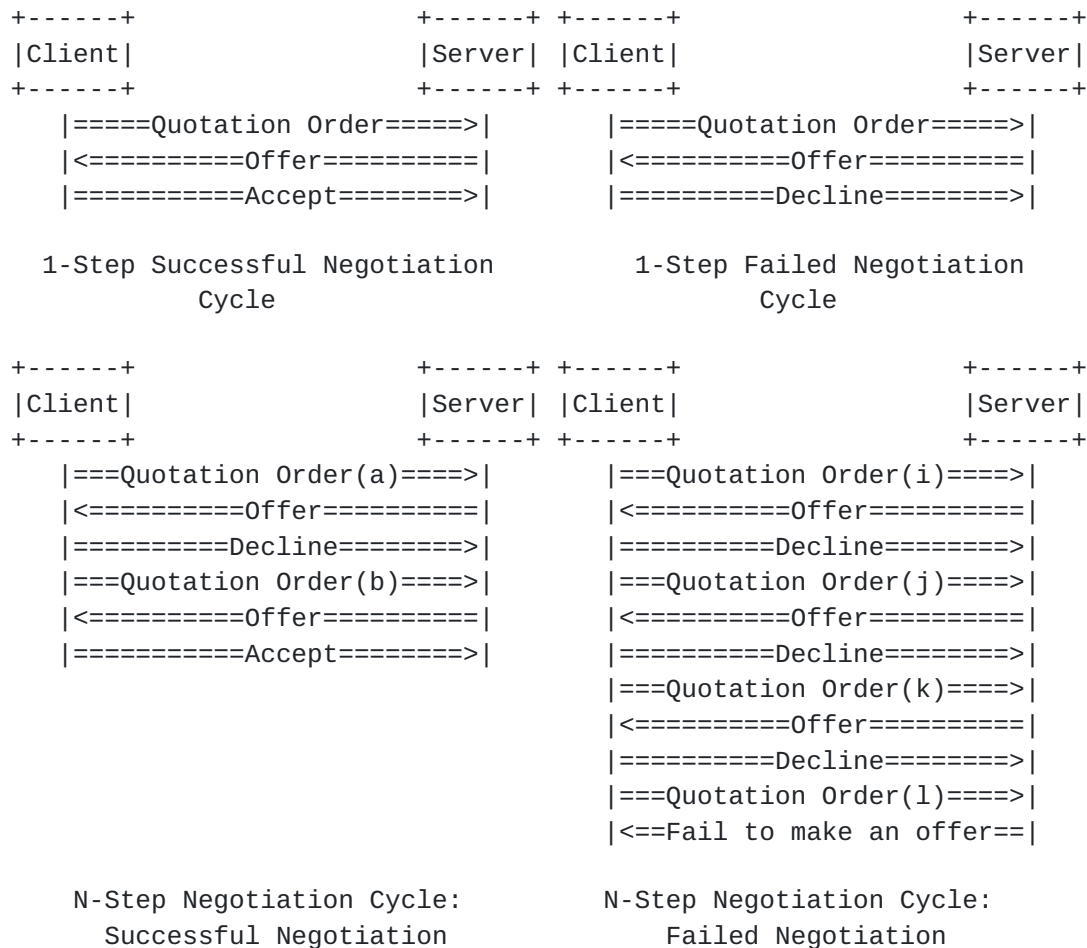 +------+                   +------+ +------+                  +------+
|Client|                   |Server| |Client|                  |Server|
+------+                   +------+ +------+                  +------+
   |=====Quotation Order=====>|        |=====Quotation Order=====>|
   |<==========Offer==========|        |<==========Offer==========|
   |===========Accept========>|        |==========Decline========>|

  1-Step Successful Negotiation         1-Step Failed Negotiation
            Cycle                               Cycle

+------+                   +------+ +------+                  +------+
|Client|                   |Server| |Client|                  |Server|
+------+                   +------+ +------+                  +------+
   |===Quotation Order(a)====>|        |===Quotation Order(i)====>|
   |<==========Offer==========|        |<==========Offer==========|
   |==========Decline========>|        |==========Decline========>|
   |===Quotation Order(b)====>|        |===Quotation Order(j)====>|
   |<==========Offer==========|        |<==========Offer==========|
   |===========Accept========>|        |==========Decline========>|
                                       |===Quotation Order(k)====>|
                                       |<==========Offer==========|
                                       |==========Decline========>|
                                       |===Quotation Order(l)====>|
                                       |<==Fail to make an offer==|

    N-Step Negotiation Cycle:         N-Step Negotiation Cycle:
      Successful Negotiation              Failed Negotiation